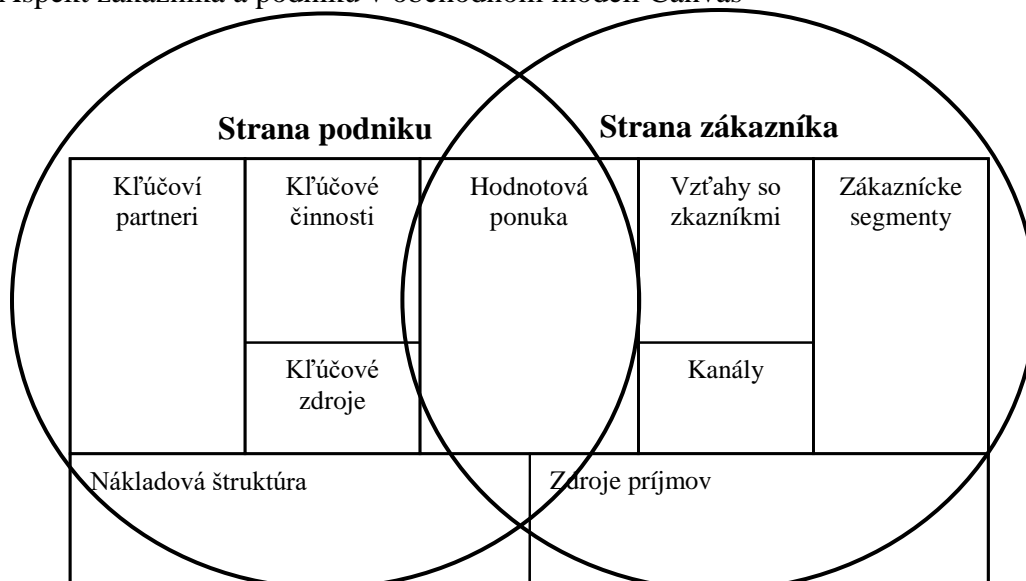 Aspekt zákazníka a podniku v obchodnom modeli Canvas
Strana podniku
Strana zákazníka
Kľúčoví
partneri
Kľúčové
činnosti
Kľúčové
zdroje
Hodnotová
ponuka
Vzťahy so
zkazníkmi
Kanály
Zákaznícke
segmenty
Nákladová štruktúra
Zdroje príjmov